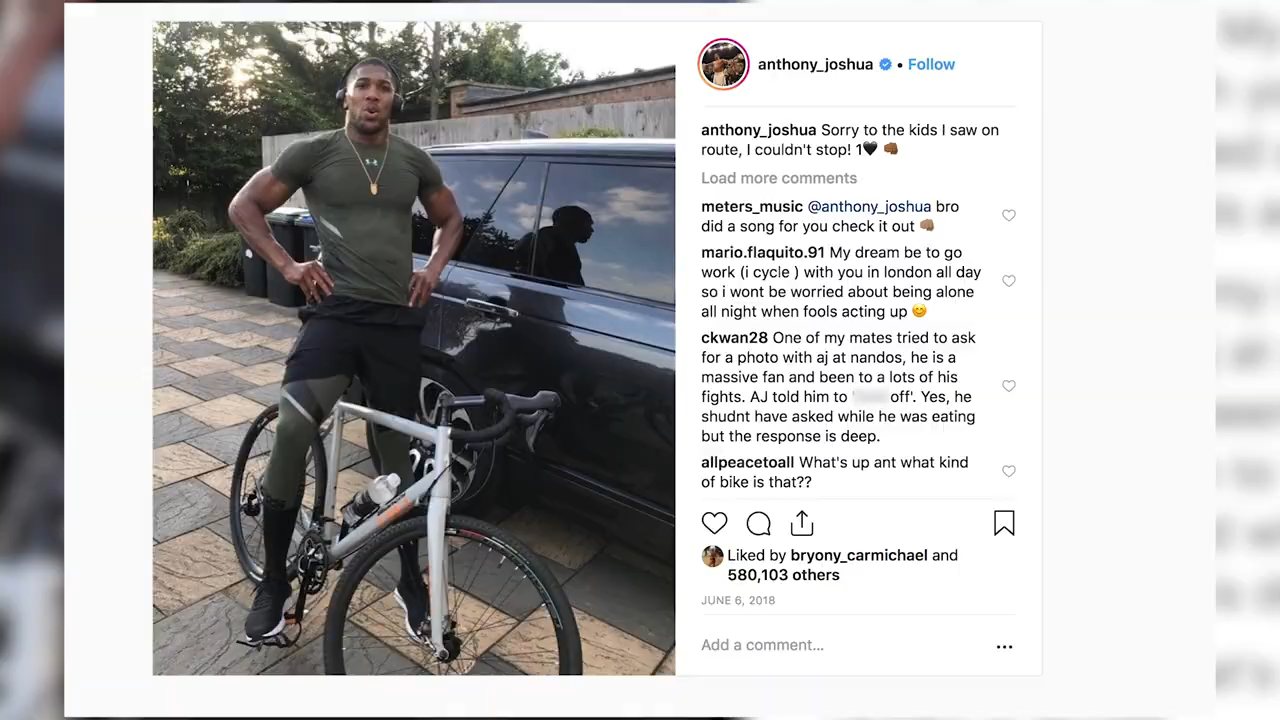 anthony_joshua • Follow
anthony_joshua Sorry to the kids I saw on
route, I couldn't stop! 1🖤 👊🏾
Load more comments
meters_music @anthony_joshua bro
did a song for you check it out 👊🏽
mario.flaquito.91 My dream be to go
work (i cycle ) with you in london all day
so i wont be worried about being alone
all night when fools acting up 😊
ckwan28 One of my mates tried to ask
for a photo with aj at nandos, he is a
massive fan and been to a lots of his
fights. AJ told him to off'. Yes, he
shudnt have asked while he was eating
but the response is deep.
allpeacetoall What's up ant what kind
of bike is that??
Liked by bryony_carmichael and
580,103 others
JUNE 6, 2018
Add a comment...